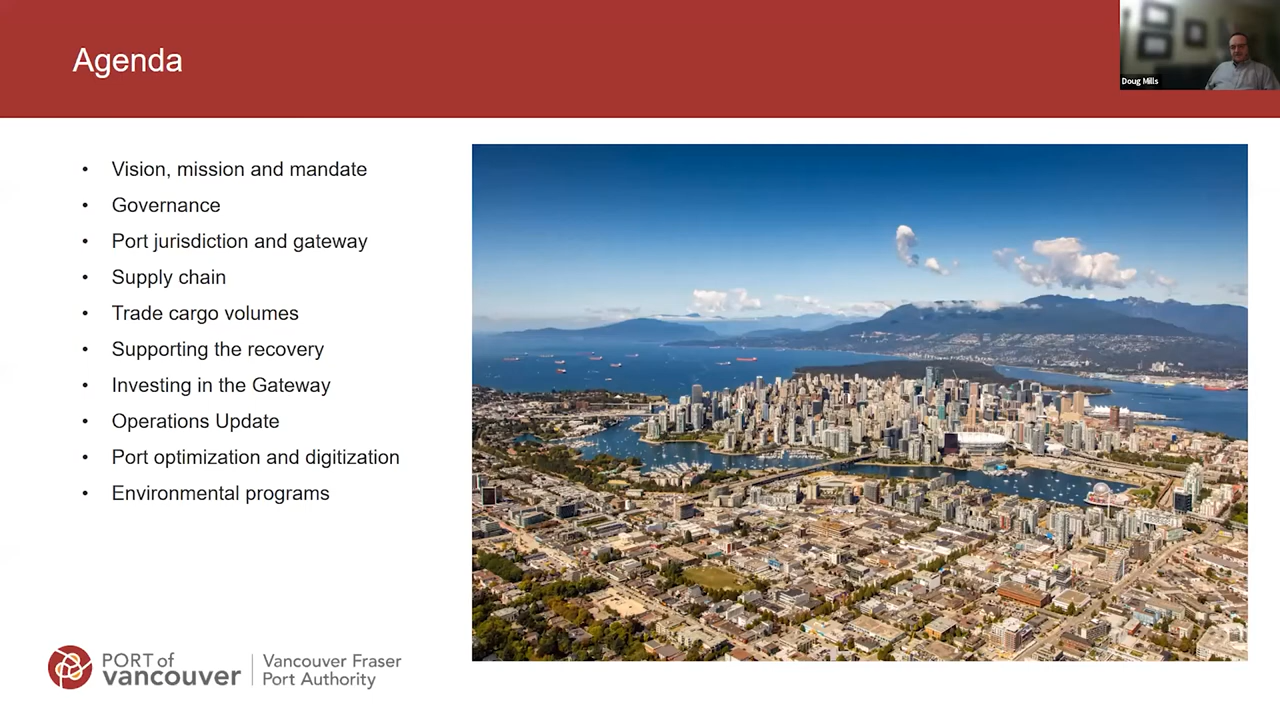 Agenda
Doug Mills
• Vision, mission and mandate
• Governance
• Port jurisdiction and gateway
• Supply chain
• Trade cargo volumes
• Supporting the recovery
• Investing in the Gateway
• Operations Update
• Port optimization and digitization
• Environmental programs
PORT of
vancouver
Vancouver Fraser
Port Authority